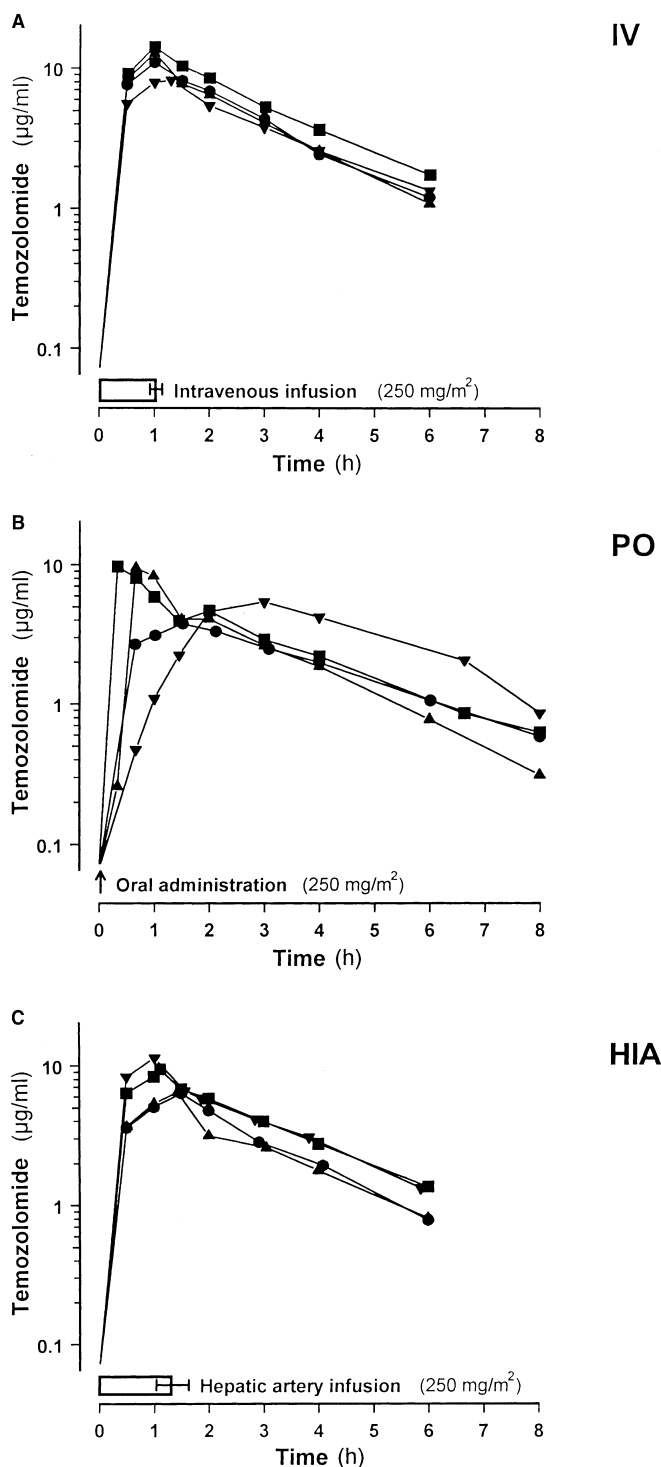 A
IV
Temozolomide (µg/ml)
10
1
0.1
Intravenous infusion (250 mg/m²)
0 1 2 3 4 5 6 7 8
Time (h)
B
PO
Temozolomide (µg/ml)
10
1
0.1
Oral administration (250 mg/m²)
0 1 2 3 4 5 6 7 8
Time (h)
C
HIA
Temozolomide (µg/ml)
10
1
0.1
Hepatic artery infusion (250 mg/m²)
0 1 2 3 4 5 6 7 8
Time (h)